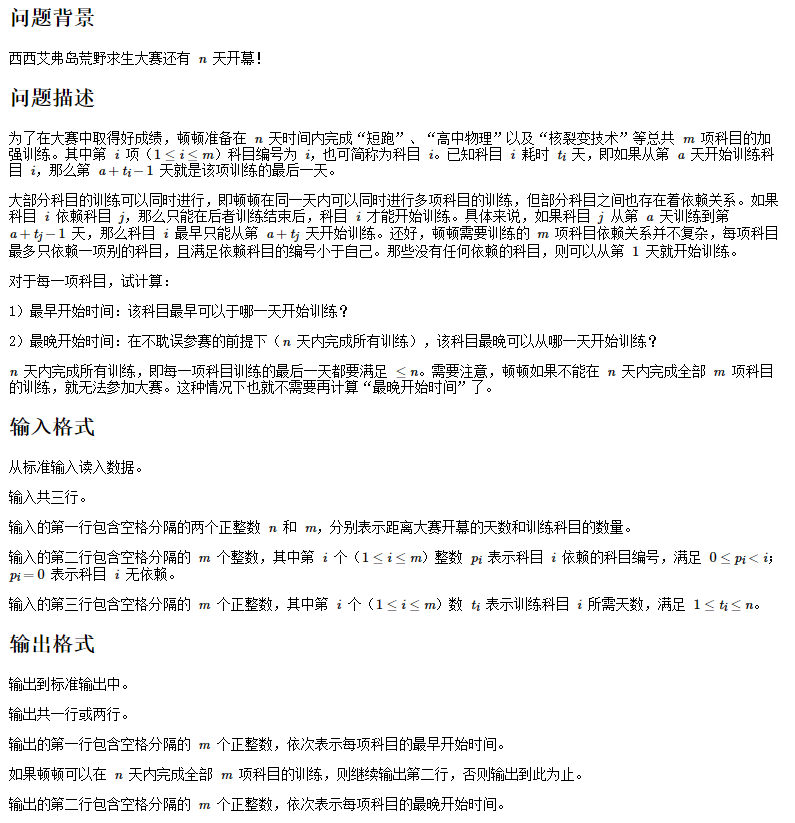 问题背景
西西艾弗岛荒野求生大赛还有 n 天开幕！
问题描述
为了在大赛中取得好成绩，顿顿准备在 n 天时间内完成“短跑”、“高中物理”以及“核裂变技术”等总共 m 项科目的加
强训练。其中第 i 项（1≤i≤m）科目编号为 i，也可简称为科目 i。已知科目 i 耗时 tᵢ 天，即如果从第 a 天开始训练科
目 i，那么第 a+tᵢ−1 天就是该项训练的最后一天。
大部分科目的训练可以同时进行，即顿顿在同一天内可以同时进行多项科目的训练，但部分科目之间也存在着依赖关系。如果
科目 i 依赖科目 j，那么只能在后者训练结束后，科目 i 才能开始训练。具体来说，如果科目 j 从第 a 天训练到第
a+tⱼ−1 天，那么科目 i 最早只能从第 a+tⱼ 天开始训练。还好，顿顿需要训练的 m 项科目依赖关系并不复杂，每项科目
最多只依赖一项别的科目，且满足依赖科目的编号小于自己。那些没有任何依赖的科目，则可以从第 1 天就开始训练。
对于每一项科目，试计算：
1）最早开始时间：该科目最早可以于哪一天开始训练？
2）最晚开始时间：在不耽误参赛的前提下（n 天内完成所有训练），该科目最晚可以从哪一天开始训练？
n 天内完成所有训练，即每一项科目训练的最后一天都要满足 ≤n。需要注意，顿顿如果不能在 n 天内完成全部 m 项科目
的训练，就无法参加大赛。这种情况下也就不需要再计算“最晚开始时间”了。
输入格式
从标准输入读入数据。
输入共三行。
输入的第一行包含空格分隔的两个正整数 n 和 m，分别表示距离大赛开幕的天数和训练科目的数量。
输入的第二行包含空格分隔的 m 个整数，其中第 i 个（1≤i≤m）整数 pᵢ 表示科目 i 依赖的科目编号，满足 0≤pᵢ<i；
pᵢ=0 表示科目 i 无依赖。
输入的第三行包含空格分隔的 m 个正整数，其中第 i 个（1≤i≤m）数 tᵢ 表示训练科目 i 所需天数，满足 1≤tᵢ≤n。
输出格式
输出到标准输出中。
输出共一行或两行。
输出的第一行包含空格分隔的 m 个正整数，依次表示每项科目的最早开始时间。
如果顿顿可以在 n 天内完成全部 m 项科目的训练，则继续输出第二行，否则输出到此为止。
输出的第二行包含空格分隔的 m 个正整数，依次表示每项科目的最晚开始时间。